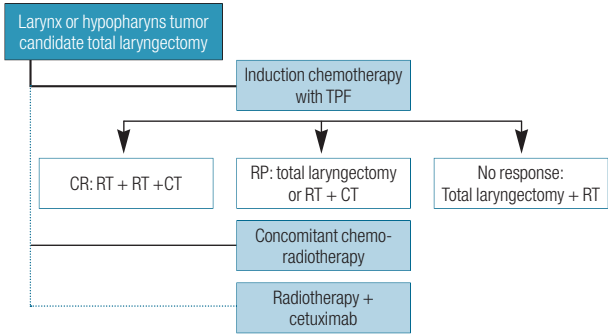 Larynx or hypopharyns tumor
candidate total laryngectomy
Induction chemotherapy
with TPF
CR: RT + RT +CT
RP: total laryngectomy
or RT + CT
No response:
Total laryngectomy + RT
Concomitant chemo-
radiotherapy
Radiotherapy +
cetuximab